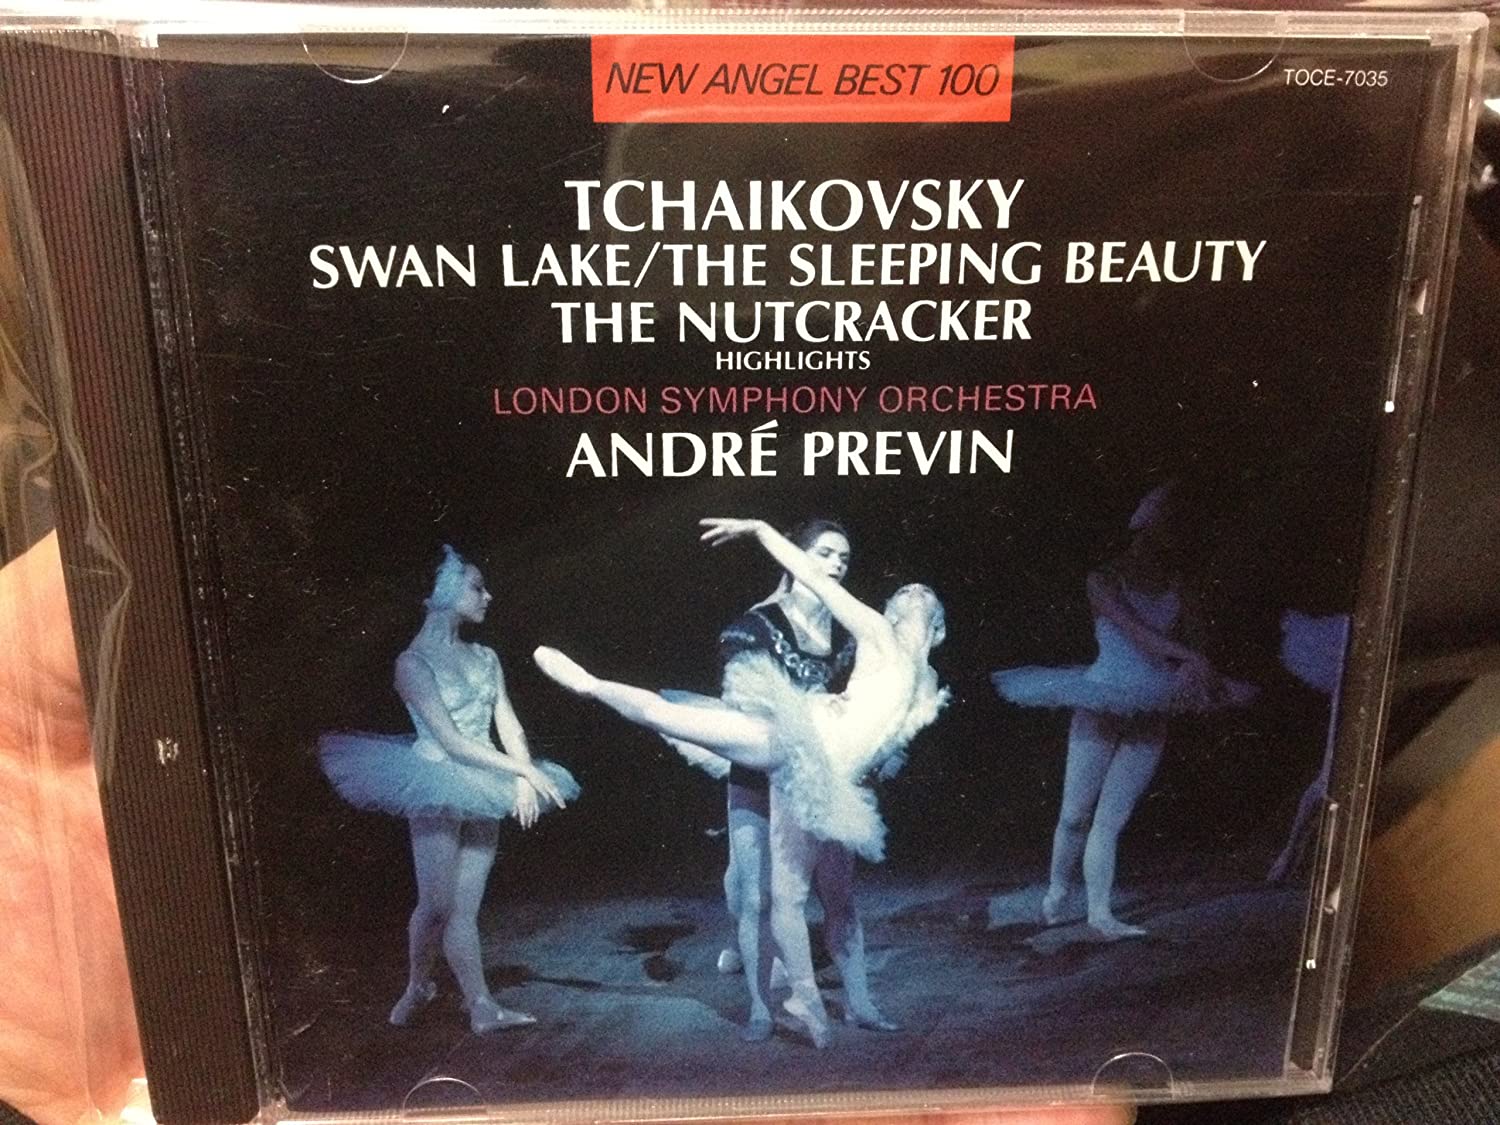 NEW ANGEL BEST 100
TOCE-7035
TCHAIKOVSKY
SWAN LAKE/THE SLEEPING BEAUTY
THE NUTCRACKER
HIGHLIGHTS
LONDON SYMPHONY ORCHESTRA
ANDRÉ PREVIN